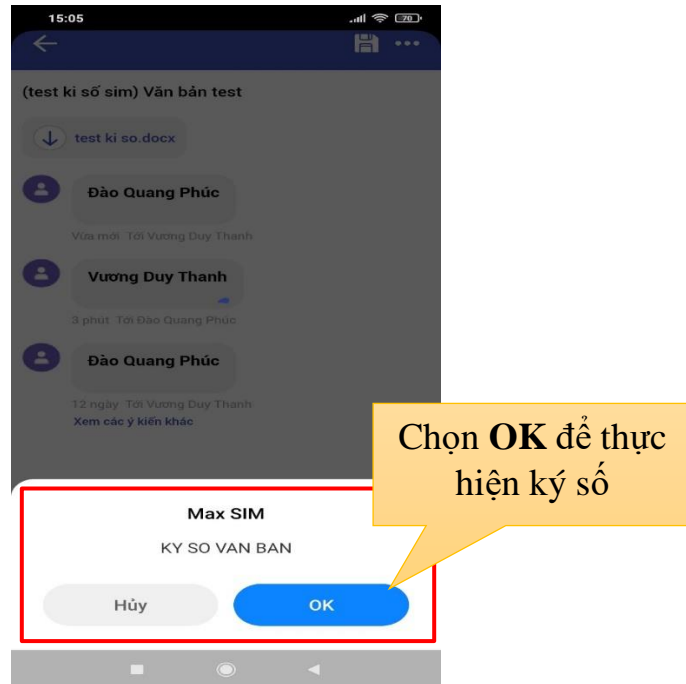 15:05
70
(test kí số sim) Văn bản test
test ki so.docx
Đào Quang Phúc
Vừa mới Tới Vương Duy Thanh
Vương Duy Thanh
3 phút Tới Đào Quang Phúc
Đào Quang Phúc
12 ngày Tới Vương Duy Thanh
Xem các ý kiến khác
Chọn OK để thực
hiện ký số
Max SIM
KY SO VAN BAN
Hủy
OK